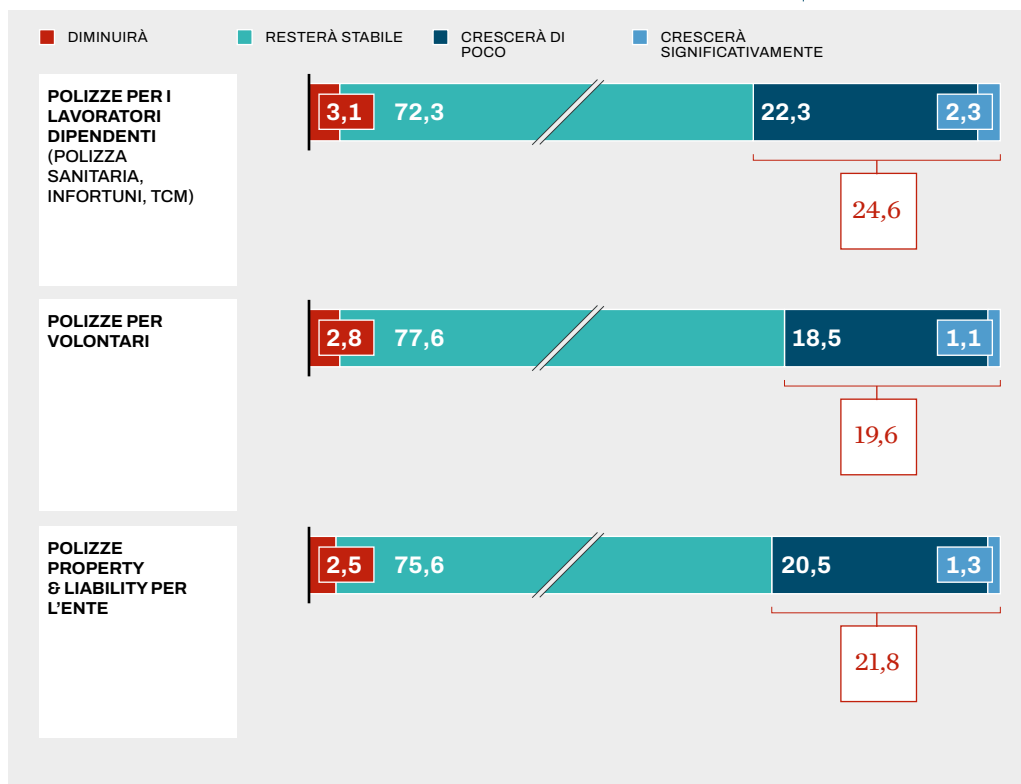 DIMINUIRÀ
RESTERÀ STABILE
CRESCERÀ DI
POCO
CRESCERÀ
SIGNIFICATIVAMENTE
POLIZZE PER I
LAVORATORI
DIPENDENTI
(POLIZZA
SANITARIA,
INFORTUNI, TCM)
3,1 72,3 22,3 2,3
24,6
POLIZZE PER
VOLONTARI
2,8 77,6 18,5 1,1
19,6
POLIZZE
PROPERTY
& LIABILITY PER
L'ENTE
2,5 75,6 20,5 1,3
21,8